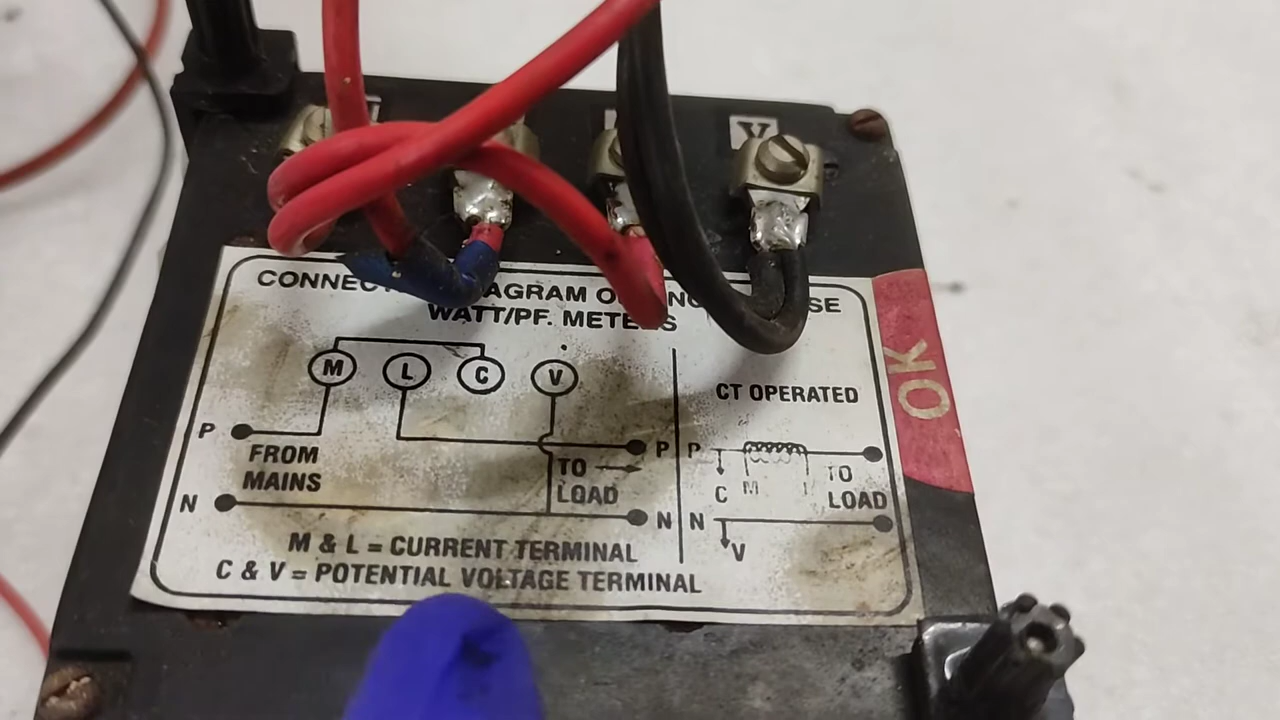 V
CONNEC AGRAM O SE
WATT/PF. METERS
M L C V
CT OPERATED
P P P
FROM
MAINS
TO
LOAD
C M
TO
LOAD
N N N
V
M & L = CURRENT TERMINAL
C & V = POTENTIAL VOLTAGE TERMINAL
OK